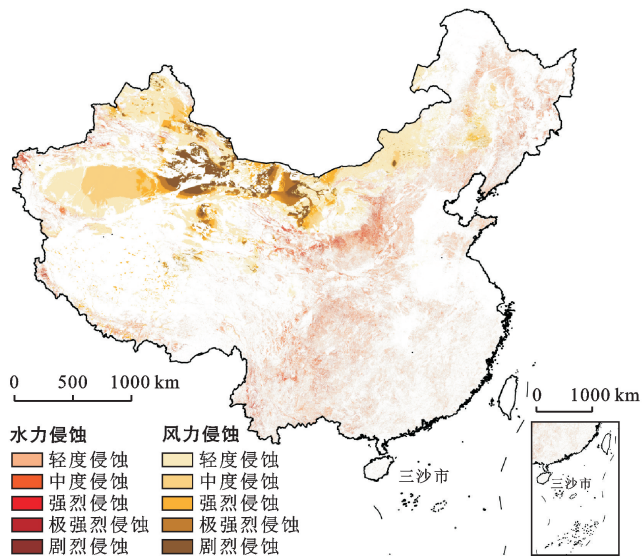 三沙市
0 500 1000 km
0 1000 km
三沙市
水力侵蚀
轻度侵蚀
中度侵蚀
强烈侵蚀
极强烈侵蚀
剧烈侵蚀
风力侵蚀
轻度侵蚀
中度侵蚀
强烈侵蚀
极强烈侵蚀
剧烈侵蚀